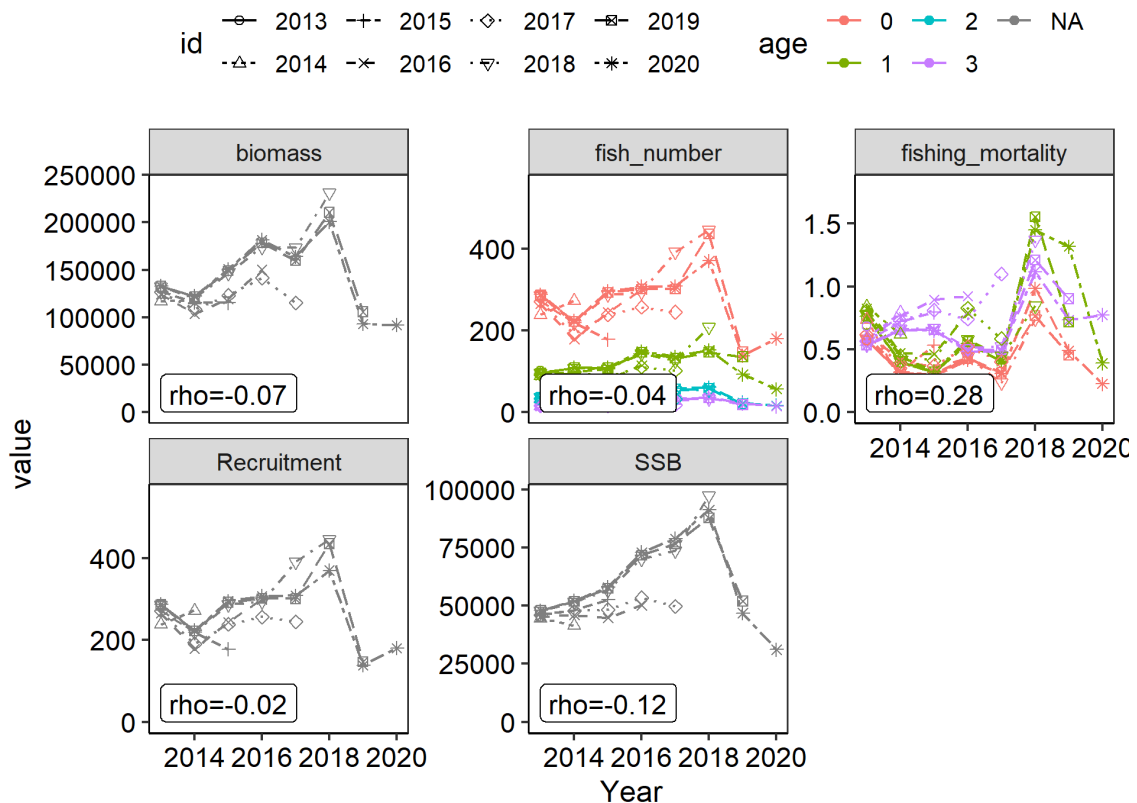 id 2013 2015 2017 2019 age 0 2 NA
2014 2016 2018 2020 1 3
biomass fish_number fishing_mortality
250000
200000
150000
100000
50000
0
rho=-0.07
400
200
0
rho=-0.04
1.5
1.0
0.5
0.0
rho=0.28
2014 2016 2018 2020
value
Recruitment SSB
400
200
0
rho=-0.02
100000
75000
50000
25000
0
rho=-0.12
2014 2016 2018 2020 2014 2016 2018 2020
Year